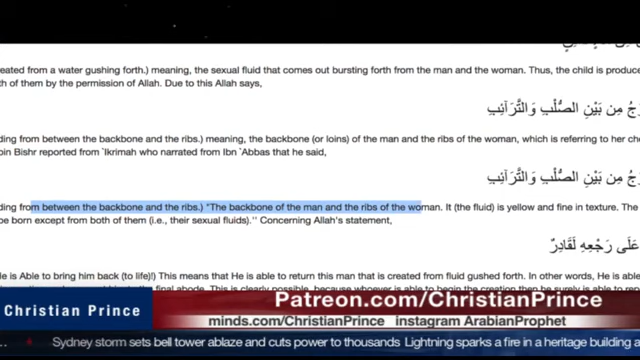 eated from a water gushing forth.) meaning, the sexual fluid that comes out bursting forth from the man and the woman. Thus, the child is produce
th of them by the permission of Allah. Due to this Allah says,
جُ مِن بَيْنِ الصُّلْبِ وَالتَّرَآئِبِ
ding from between the backbone and the ribs.) meaning, the backbone (or loins) of the man and the ribs of the woman, which is referring to her che
bin Bishr reported from `Ikrimah who narrated from Ibn `Abbas that he said,
جُ مِن بَيْنِ الصُّلْبِ وَالتَّرَآئِبِ
ding from between the backbone and the ribs.) "The backbone of the man and the ribs of the woman. It (the fluid) is yellow and fine in texture. The
be born except from both of them (i.e., their sexual fluids).'' Concerning Allah's statement,
عَلَى رَجْعِهِ لَقَادِرٌ
He is Able to bring him back (to life)!) This means that He is able to return this man that is created from fluid gushed forth. In other words, He is able
the final abode. This is clearly possible, because whoever is able to begin the creation then he surely is able to rep
Christian Prince
Patreon.com/ChristianPrince
minds.com/ChristianPrince instagram ArabianProphet
Sydney storm sets bell tower ablaze and cuts power to thousands Lightning sparks a fire in a heritage building a